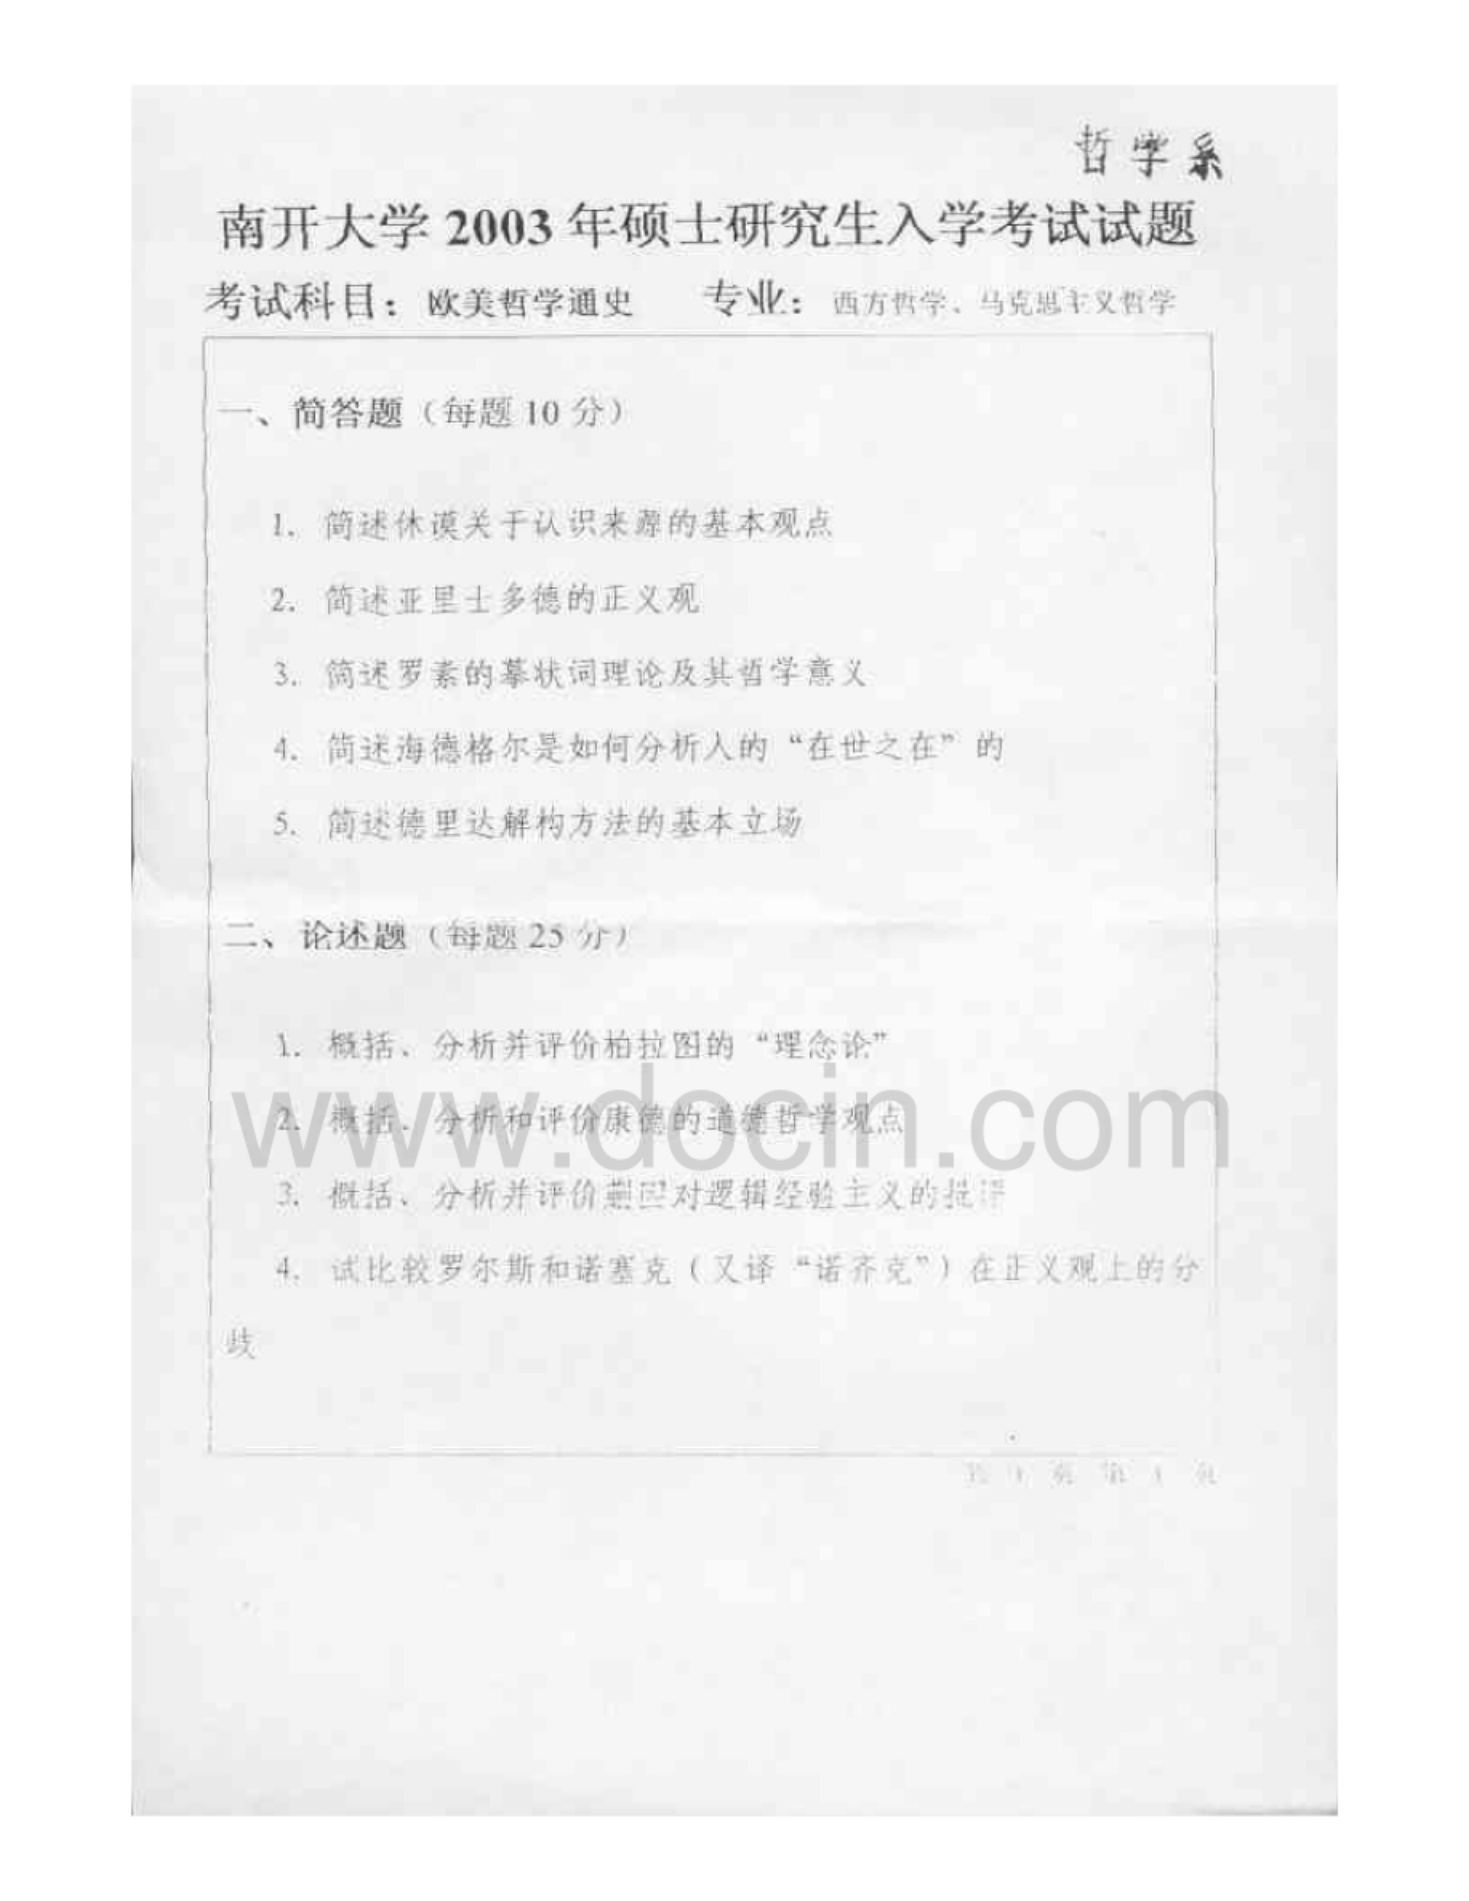 哲学系
南开大学 2003 年硕士研究生入学考试试题
考试科目：欧美哲学通史 专业：西方哲学、马克思主义哲学
一、简答题（每题 10 分）
1. 简述休谟关于认识来源的基本观点
2. 简述亚里士多德的正义观
3. 简述罗素的摹状词理论及其哲学意义
4. 简述海德格尔是如何分析人的“在世之在”的
5. 简述德里达解构方法的基本立场
二、论述题（每题 25 分）
1. 概括、分析并评价柏拉图的“理念论”
www.docin.com
2. 概括、分析和评价康德的道德哲学观点
3. 概括、分析并评价蒯因对逻辑经验主义的批评
4. 试比较罗尔斯和诺塞克（又译“诺齐克”）在正义观上的分
歧
共 1 页 第 1 页